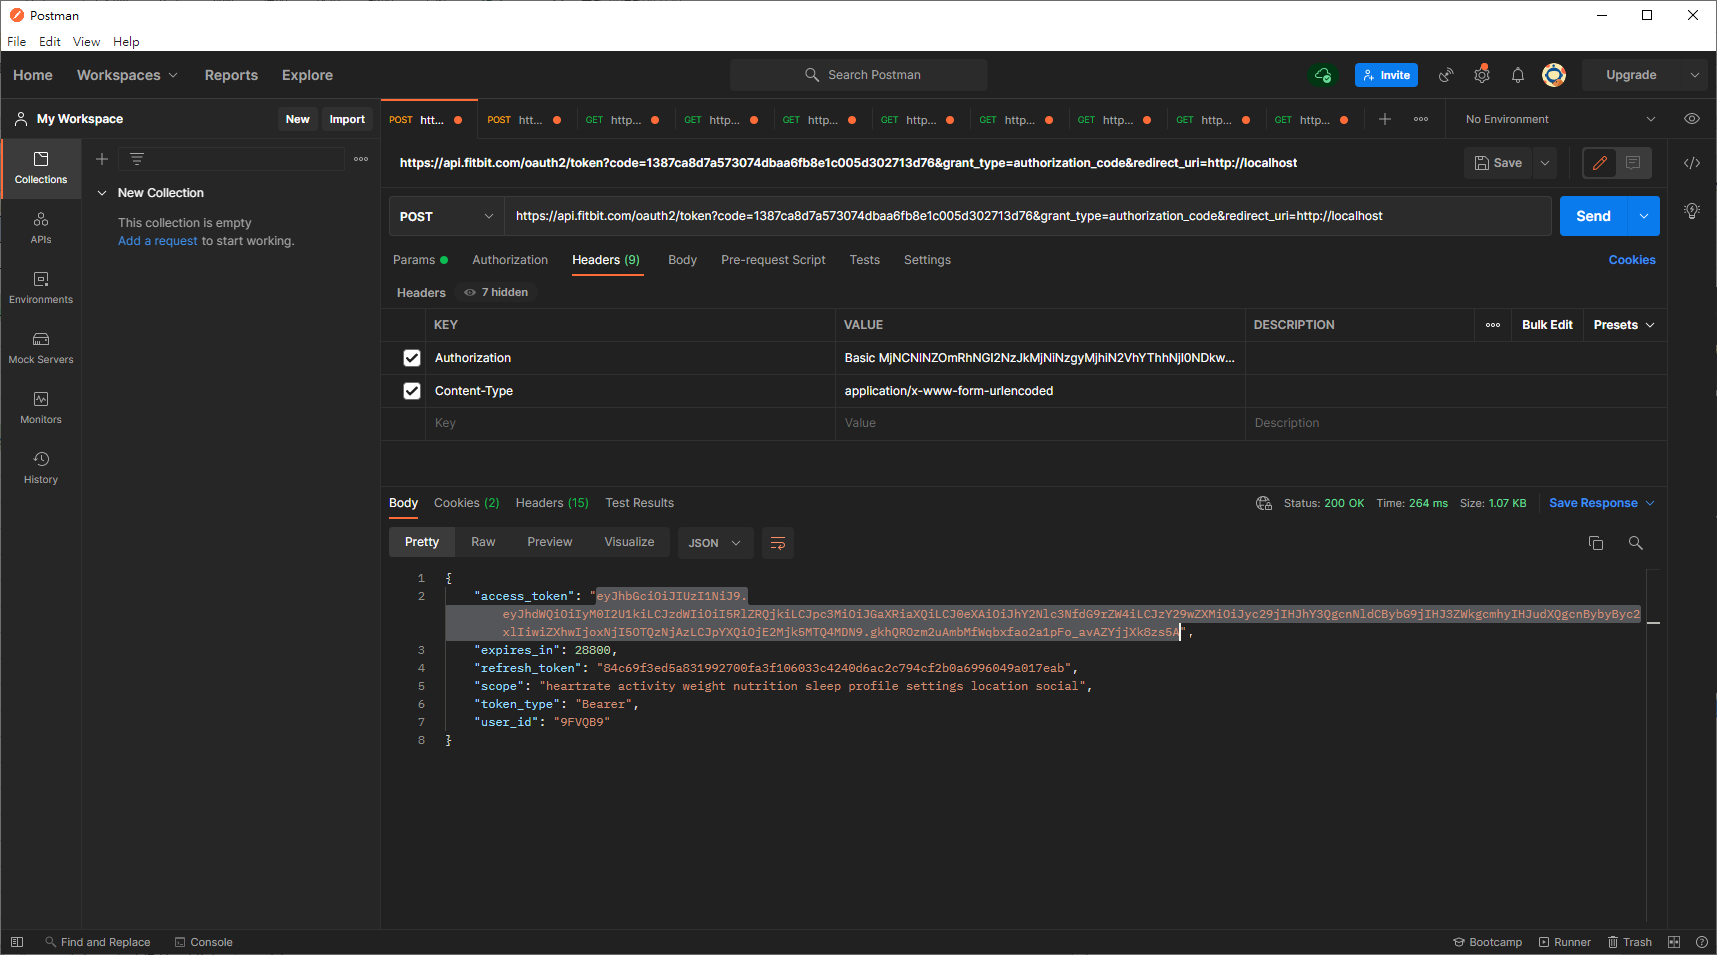 Postman
File Edit View Help
Home Workspaces Reports Explore
Search Postman
Invite
Upgrade
My Workspace
New Import
POST htt... POST htt... GET http... GET http... GET http... GET http... GET http... GET http... GET http... GET http...
No Environment
Collections
APIs
Environments
Mock Servers
Monitors
History
New Collection
This collection is empty
Add a request to start working.
https://api.fitbit.com/oauth2/token?code=1387ca8d7a573074dbaa6fb8e1c005d302713d76&grant_type=authorization_code&redirect_uri=http://localhost
Save
POST
https://api.fitbit.com/oauth2/token?code=1387ca8d7a573074dbaa6fb8e1c005d302713d76&grant_type=authorization_code&redirect_uri=http://localhost
Send
Params Authorization Headers (9) Body Pre-request Script Tests Settings
Cookies
Headers 7 hidden
KEY VALUE DESCRIPTION
Bulk Edit Presets
Authorization
Basic
Content-Type application/x-www-form-urlencoded
Key Value Description
Body Cookies (2) Headers (15) Test Results
Status: 200 OK Time: 264 ms Size: 1.07 KB Save Response
Pretty Raw Preview Visualize JSON
1 {
2 "access_token": "eyJhbGciOiJIUzI1NiJ9.
3 "expires_in": 28800,
4 "refresh_token": "84c69f3ed5a831992700fa3f106033c4240d6ac2c794cf2b0a6996049a017eab",
5 "scope": "heartrate activity weight nutrition sleep profile settings location social",
6 "token_type": "Bearer",
7 "user_id": "9FVQB9"
8 }
Find and Replace Console
Bootcamp Runner Trash